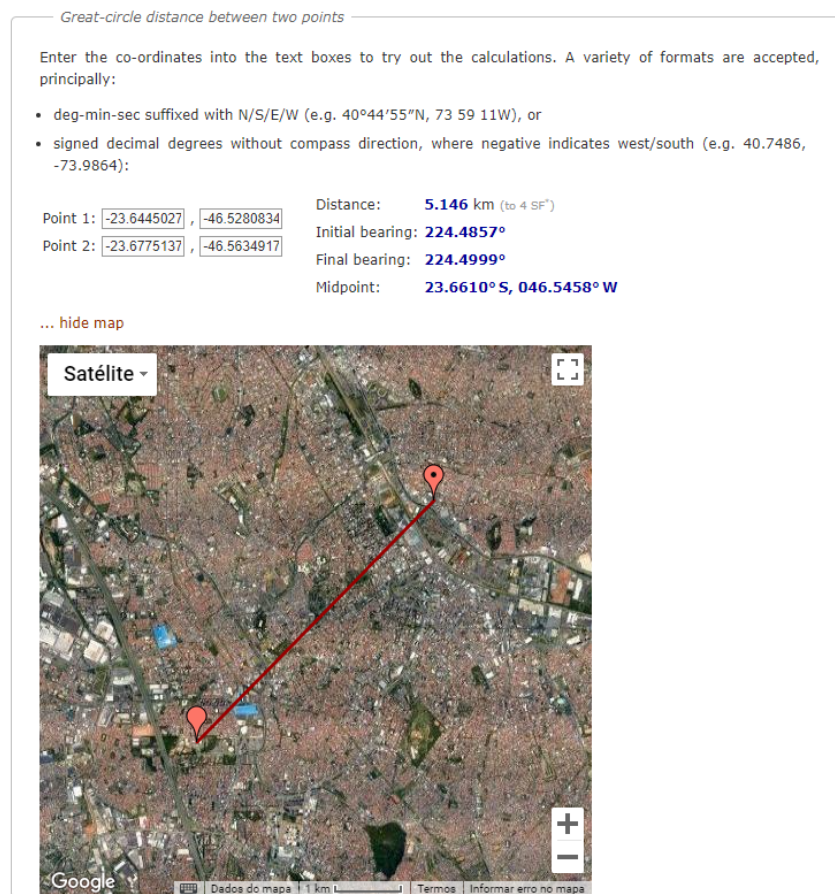 Great-circle distance between two points
Enter the co-ordinates into the text boxes to try out the calculations. A variety of formats are accepted,
principally:
• deg-min-sec suffixed with N/S/E/W (e.g. 40°44′55″N, 73 59 11W), or
• signed decimal degrees without compass direction, where negative indicates west/south (e.g. 40.7486,
-73.9864):
Point 1: -23.6445027 , -46.5280834
Point 2: -23.6775137 , -46.5634917
Distance: 5.146 km (to 4 SF*)
Initial bearing: 224.4857°
Final bearing: 224.4999°
Midpoint: 23.6610° S, 046.5458° W
... hide map
Satélite
Google
Dados do mapa 1 km Termos Informar erro no mapa